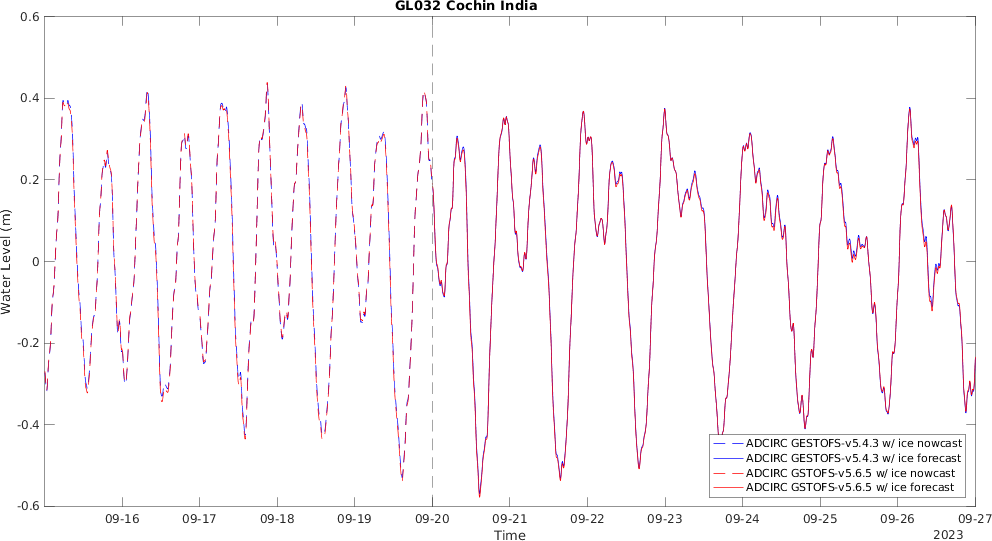 GL032 Cochin India
0.6
0.4
0.2
0
-0.2
-0.4
-0.6
Water Level (m)
ADCIRC GESTOFS-v5.4.3 w/ ice nowcast
ADCIRC GESTOFS-v5.4.3 w/ ice forecast
ADCIRC GSTOFS-v5.6.5 w/ ice nowcast
ADCIRC GSTOFS-v5.6.5 w/ ice forecast
09-16 09-17 09-18 09-19 09-20 09-21 09-22 09-23 09-24 09-25 09-26 09-27
Time
2023